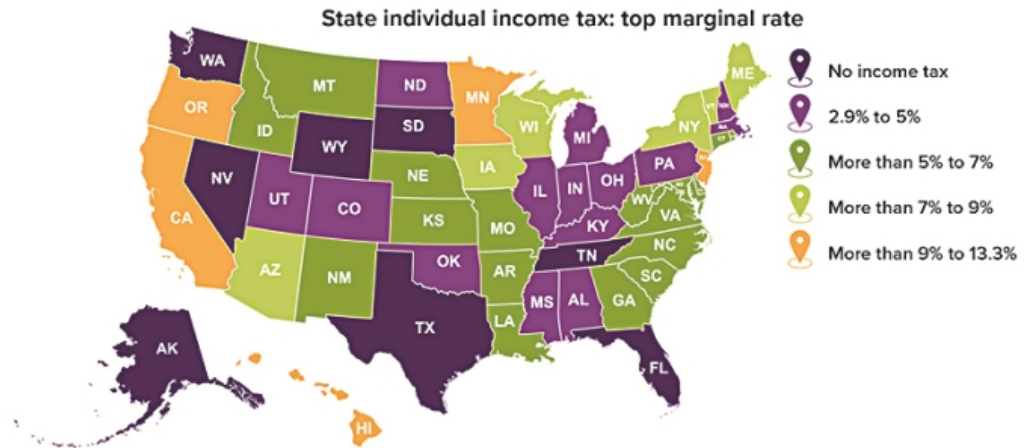 State individual income tax: top marginal rate
No income tax
2.9% to 5%
More than 5% to 7%
More than 7% to 9%
More than 9% to 13.3%
WA
MT
ND
MN
ME
OR
ID
SD
WI
MI
VT
NH
NY
MA
CT
WY
NE
IA
PA
NV
UT
CO
KS
IL
IN
OH
WV
VA
CA
MO
KY
NC
AZ
NM
OK
AR
TN
SC
MS
AL
GA
TX
LA
AK
FL
HI